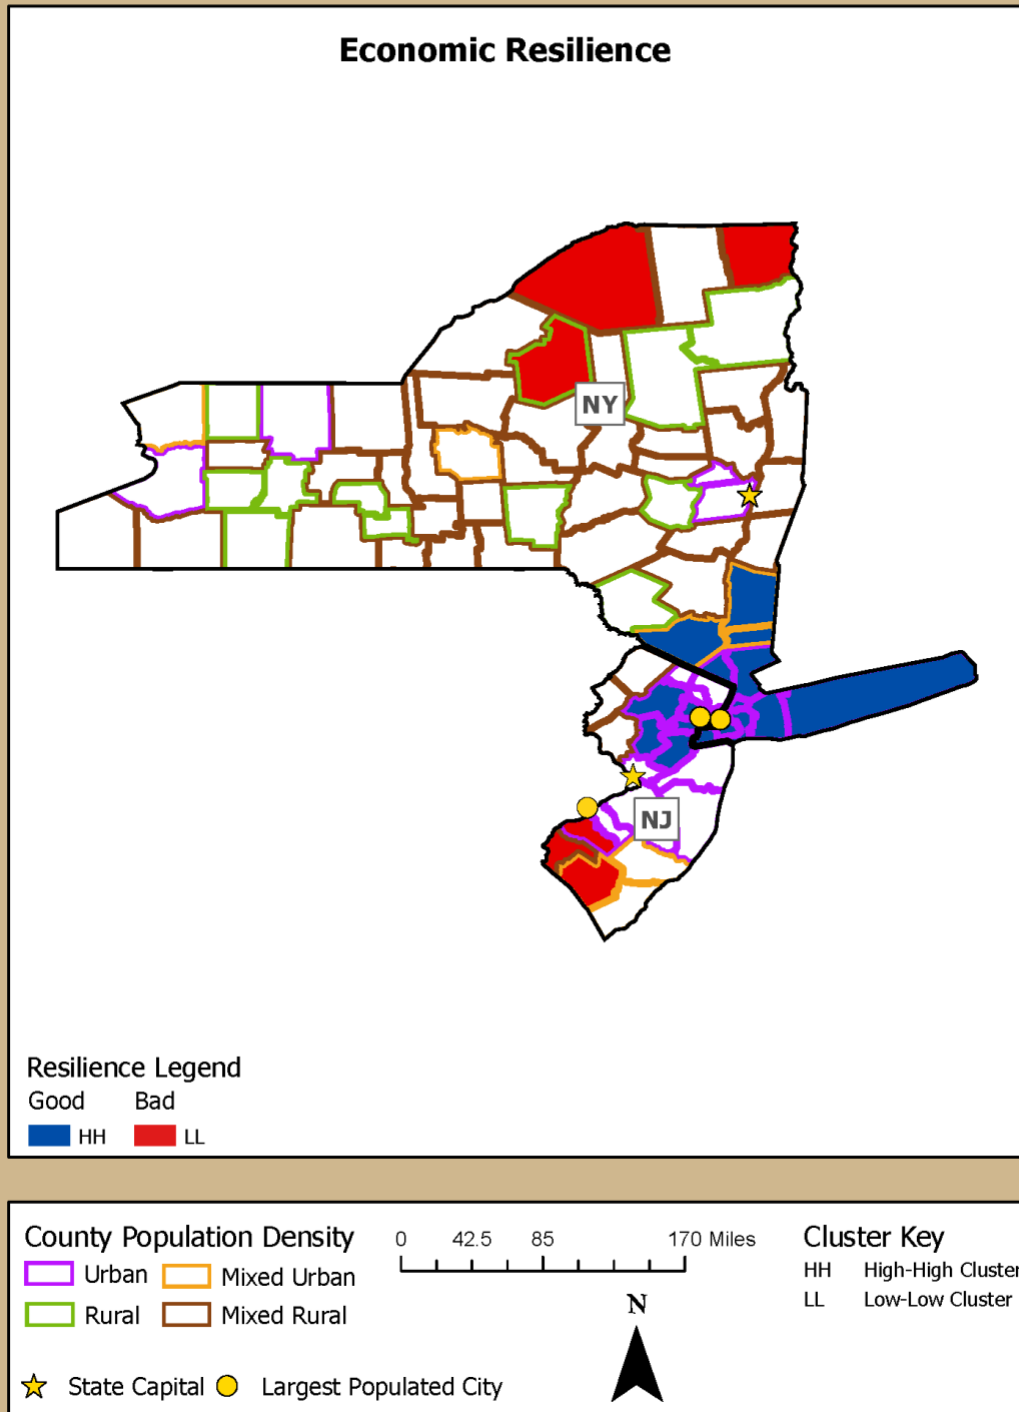 Economic Resilience
NY
NJ
Resilience Legend
Good Bad
HH LL
County Population Density
Urban Mixed Urban
Rural Mixed Rural
State Capital Largest Populated City
0 42.5 85 170 Miles
N
Cluster Key
HH High-High Cluster
LL Low-Low Cluster